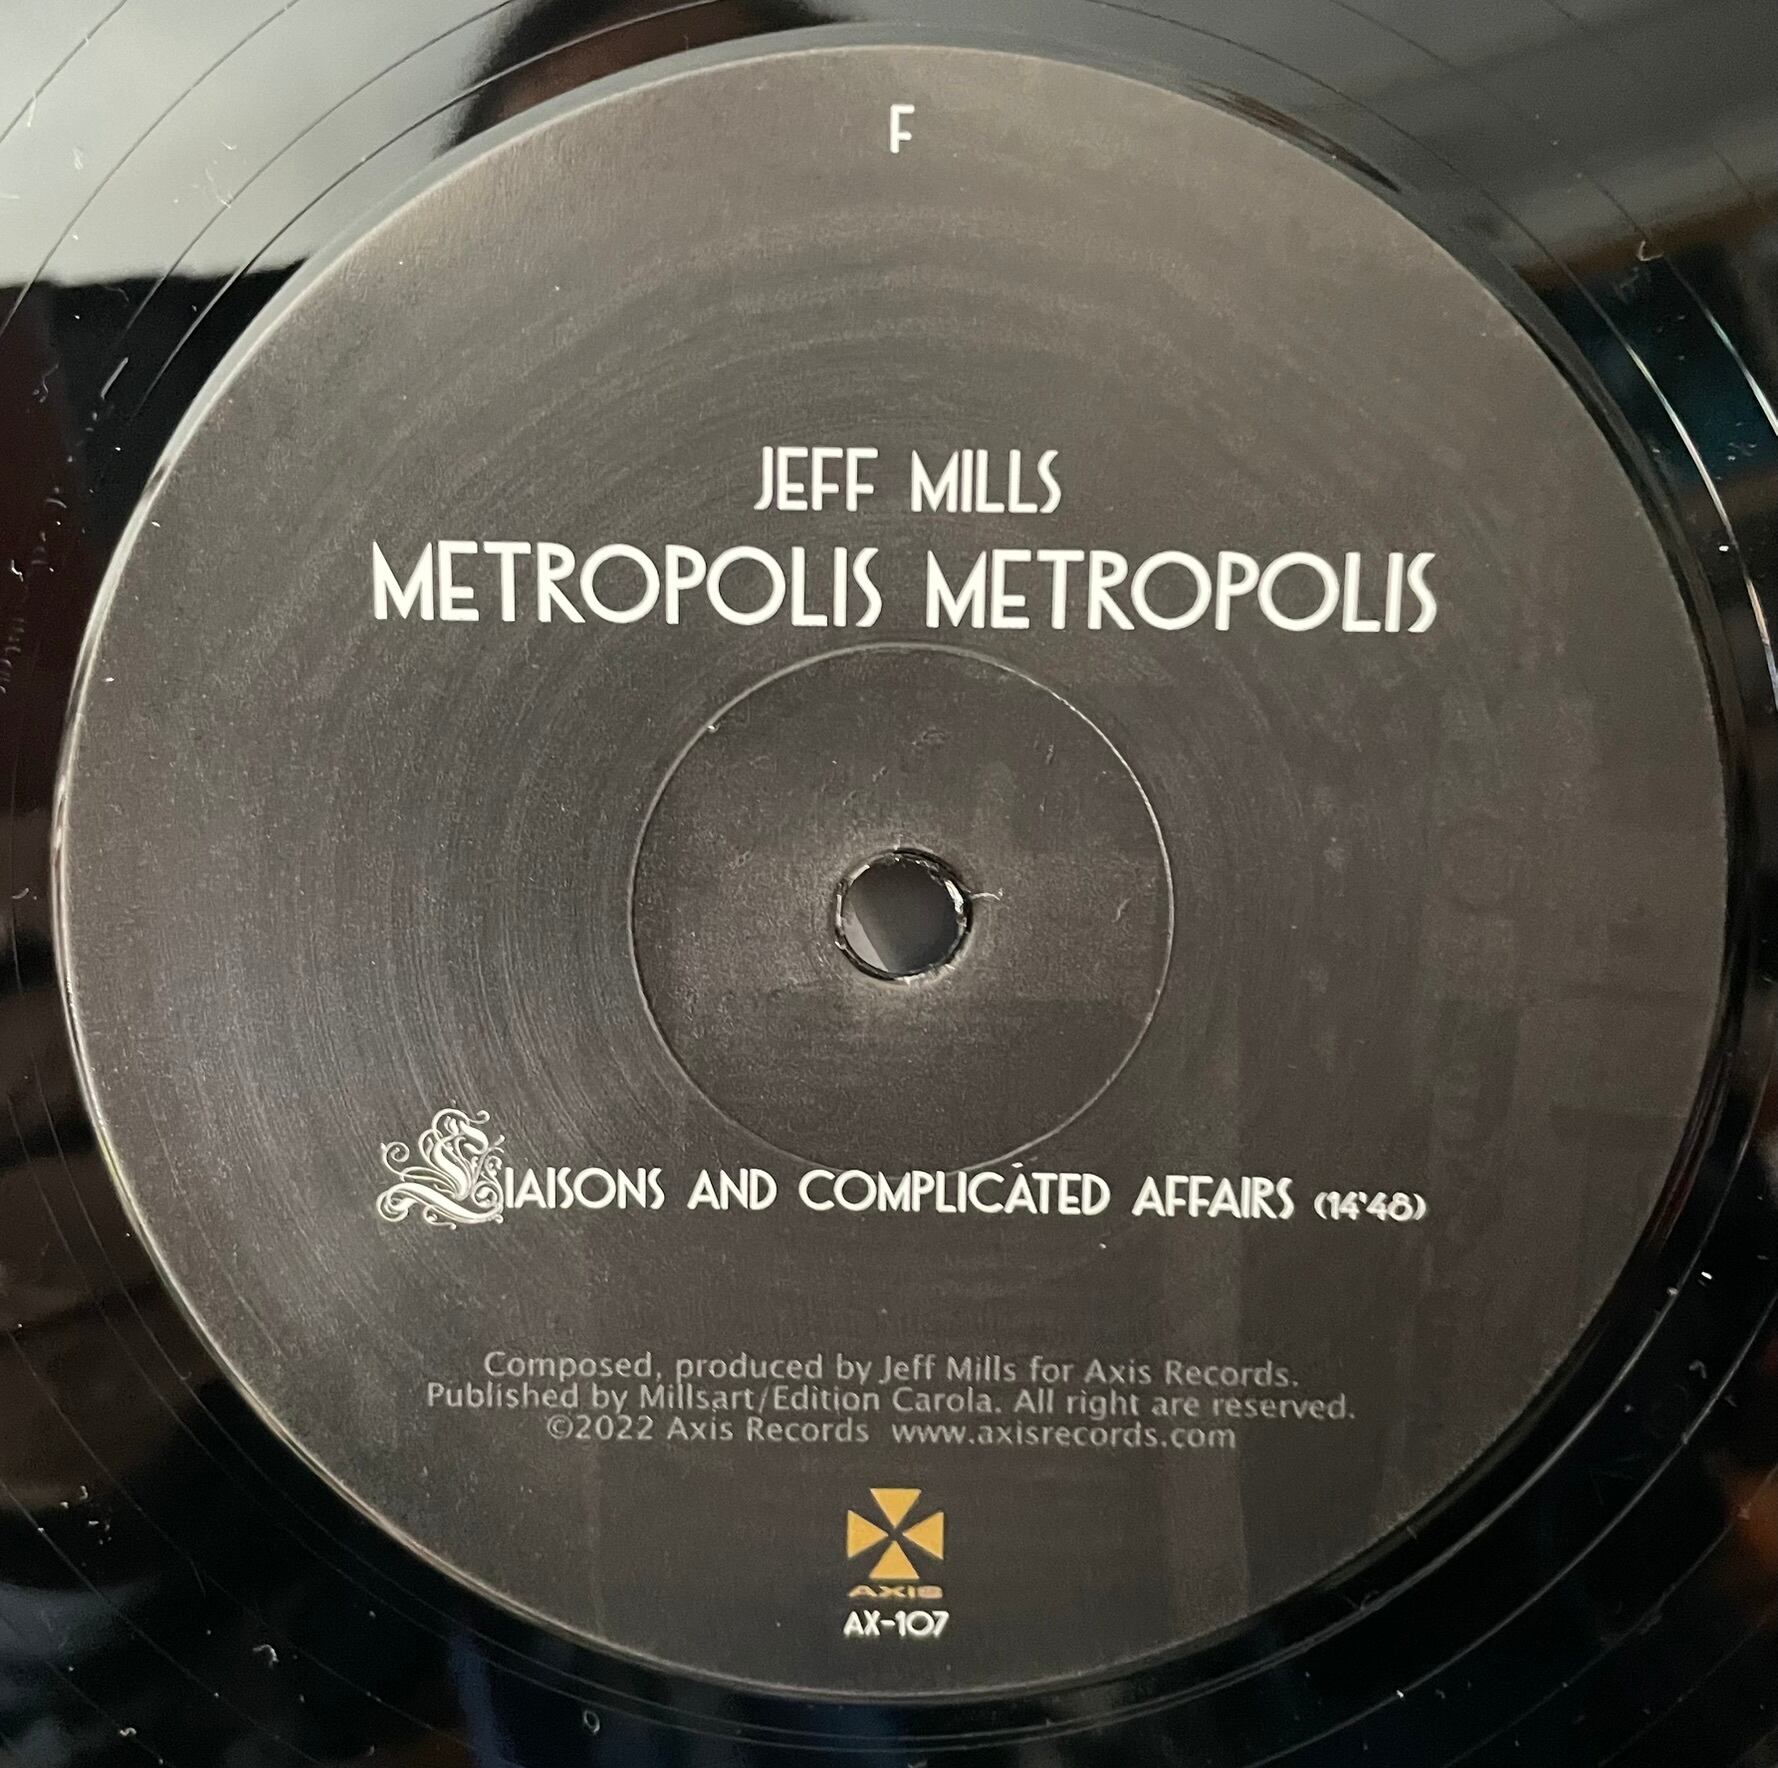 F
JEFF MILLS
METROPOLIS METROPOLIS
LIAISONS AND COMPLICATED AFFAIRS (14'48)
Composed, produced by Jeff Mills for Axis Records.
Published by Millsart/Edition Carola. All right are reserved.
©2022 Axis Records www.axisrecords.com
AXIS
AX-107